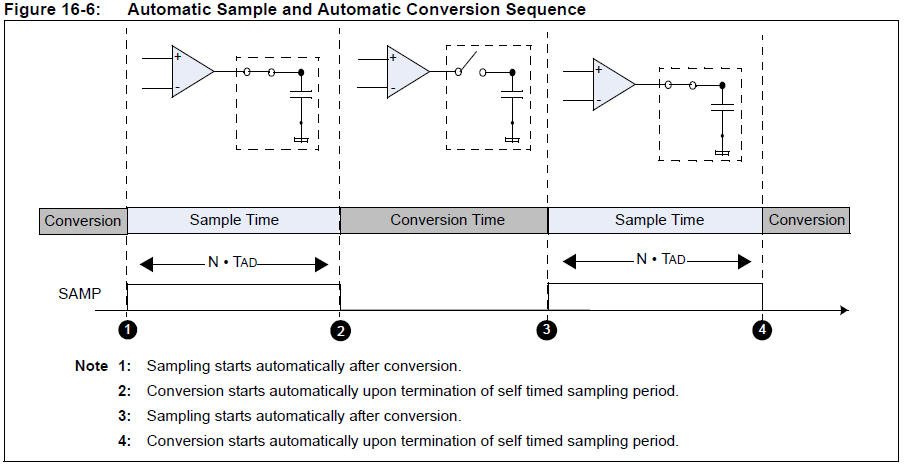 Figure 16-6: Automatic Sample and Automatic Conversion Sequence
+ + +
- - -
Conversion Sample Time Conversion Time Sample Time Conversion
N • TAD N • TAD
SAMP
1 2 3 4
Note 1: Sampling starts automatically after conversion.
2: Conversion starts automatically upon termination of self timed sampling period.
3: Sampling starts automatically after conversion.
4: Conversion starts automatically upon termination of self timed sampling period.